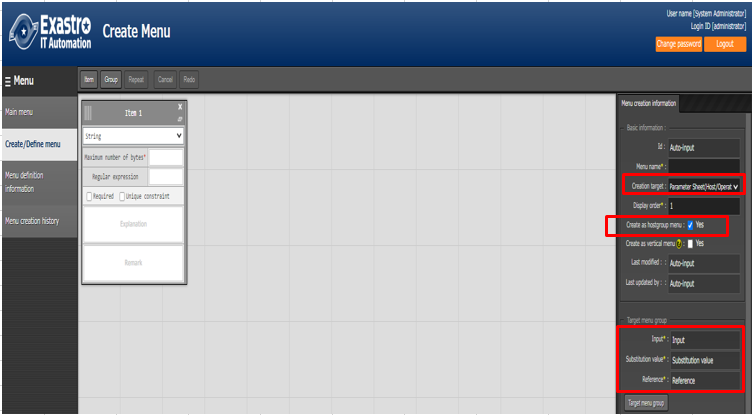 User name [System Administrator]
Login ID [administrator]
Exastro
IT Automation
Create Menu
Change password
Logout
Menu
Item
Group
Repeat
Cancel
Redo
Menu creation information
Main menu
Create/Define menu
Menu definition
information
Menu creation history
Item 1
X
String
Maximum number of bytes*
Regular expression
Required
Unique constraint
Explanation
Remark
Basic information :
Id : Auto-input
Menu name* :
Creation target : Parameter Sheet(Host/Operat
Display order* : 1
Create as hostgroup menu : Yes
Create as vertical menu ? : Yes
Last modified : : Auto-input
Last updated by : : Auto-input
Target menu group
Input* : Input
Substitution value* : Substitution value
Reference* : Reference
Target menu group